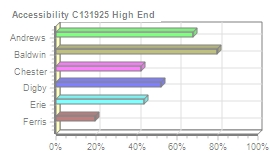 Accessibility C131925 High End
Andrews
Baldwin
Chester
Digby
Erie
Ferris
0% 20% 40% 60% 80% 100%